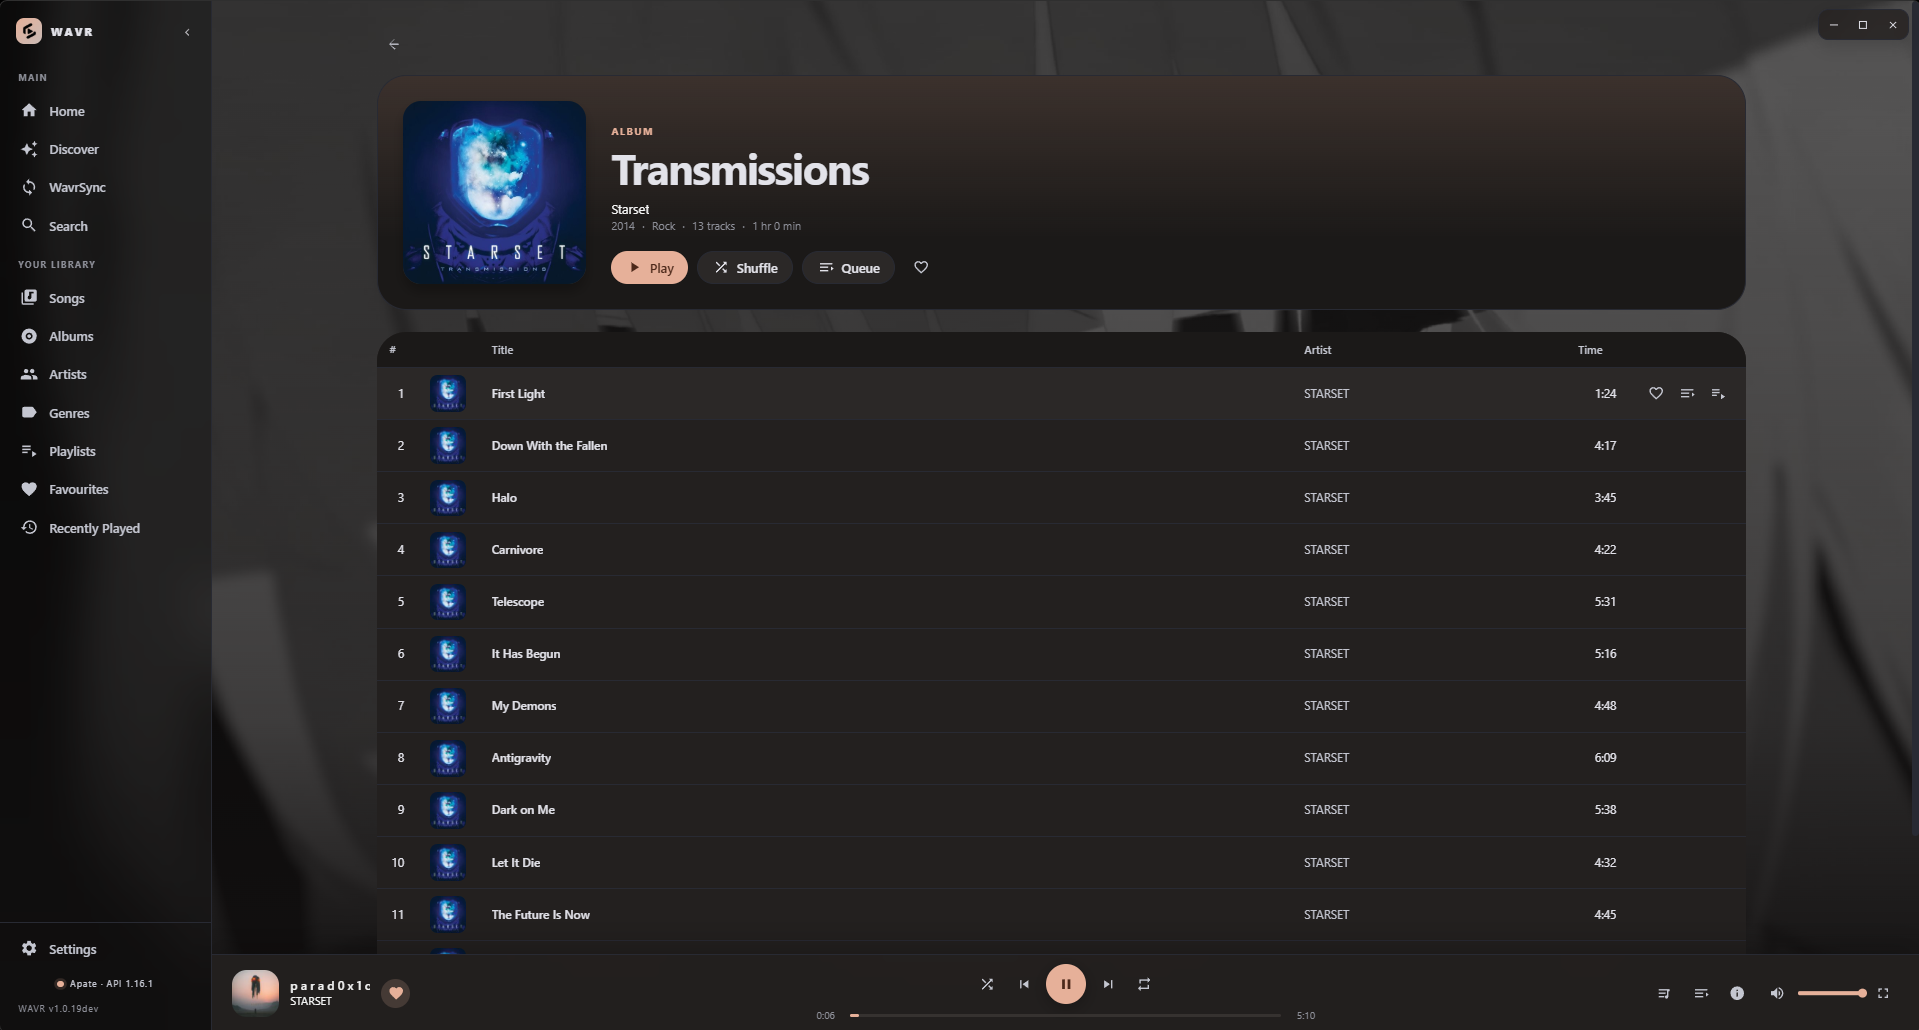 WAVR
MAIN
Home
Discover
WavrSync
Search
YOUR LIBRARY
Songs
Albums
Artists
Genres
Playlists
Favourites
Recently Played
Settings
Apate - API 1.16.1
WAVR v1.0.19dev
STARSET
TRANSMISSIONS
ALBUM
Transmissions
Starset
2014 · Rock · 13 tracks · 1 hr 0 min
Play Shuffle Queue
# Title Artist Time
1 First Light STARSET 1:24
2 Down With the Fallen STARSET 4:17
3 Halo STARSET 3:45
4 Carnivore STARSET 4:22
5 Telescope STARSET 5:31
6 It Has Begun STARSET 5:16
7 My Demons STARSET 4:48
8 Antigravity STARSET 6:09
9 Dark on Me STARSET 5:38
10 Let It Die STARSET 4:32
11 The Future Is Now STARSET 4:45
parad0x1c
STARSET
0:06 5:10